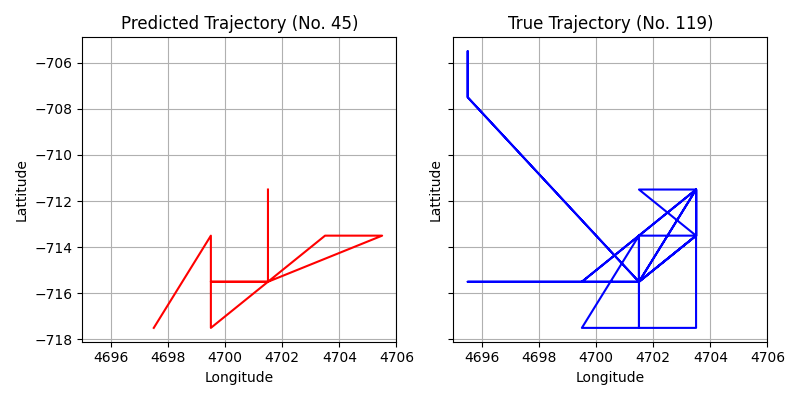 Predicted Trajectory (No. 45)
True Trajectory (No. 119)
−706
−708
−710
−712
−714
−716
−718
Lattitude
Lattitude
4696 4698 4700 4702 4704 4706
4696 4698 4700 4702 4704 4706
Longitude
Longitude